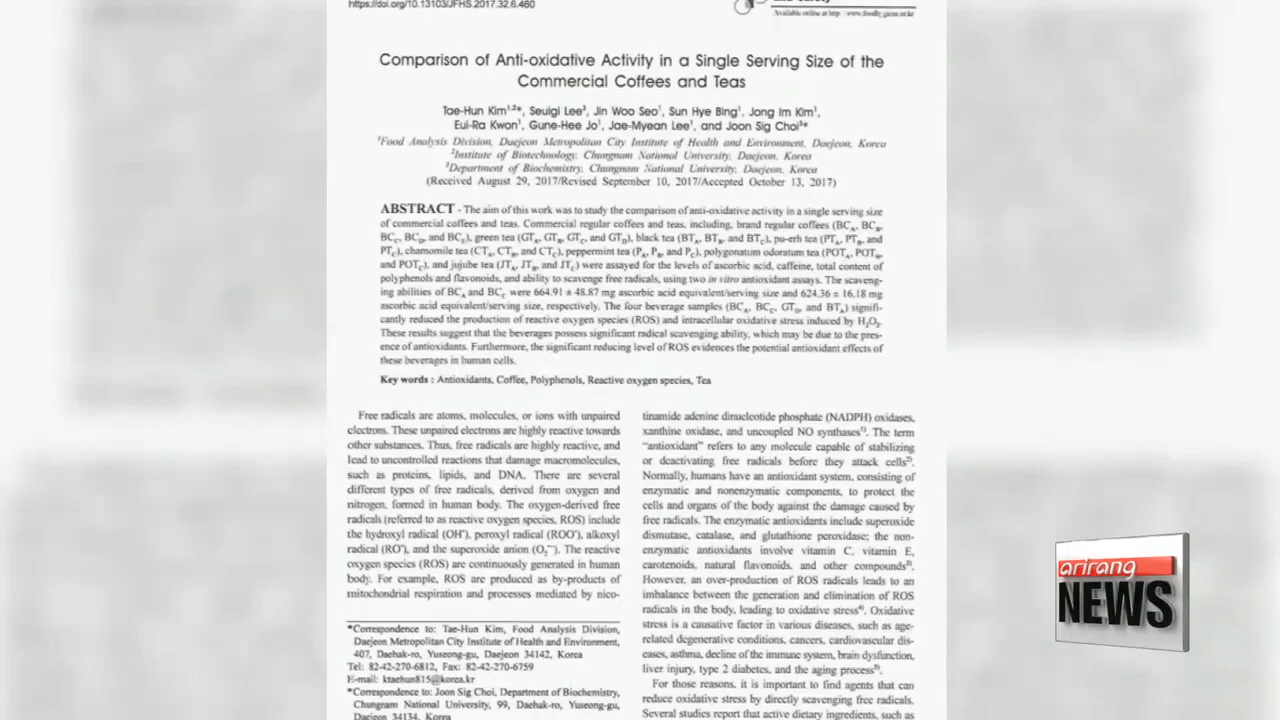 https://doi.org/10.13103/JFHS.2017.32.6.460
Available online at http://www.foodhygiene.or.kr
Comparison of Anti-oxidative Activity in a Single Serving Size of the
Commercial Coffees and Teas
Tae-Hun Kim¹,²*, Seulgi Lee³, Jin Woo Seo¹, Sun Hye Bing¹, Jong Im Kim¹,
Eui-Ra Kwon¹, Gune-Hee Jo¹, Jae-Myean Lee¹, and Joon Sig Choi³*
¹Food Analysis Division, Daejeon Metropolitan City Institute of Health and Environment, Daejeon, Korea
²Institute of Biotechnology, Chungnam National University, Daejeon, Korea
³Department of Biochemistry, Chungnam National University, Daejeon, Korea
(Received August 29, 2017/Revised September 10, 2017/Accepted October 13, 2017)
ABSTRACT - The aim of this work was to study the comparison of anti-oxidative activity in a single serving size
of commercial coffees and teas. Commercial regular coffees and teas, including, brand regular coffees (BC_A, BC_B,
BC_C, BC_D, and BC_E), green tea (GT_A, GT_B, GT_C, and GT_D), black tea (BT_A, BT_B, and BT_C), pu-erh tea (PT_A, PT_B, and
PT_C), chamomile tea (CT_A, CT_B, and CT_C), peppermint tea (P_A, P_B, and P_C), polygonatum odoratum tea (POT_A, POT_B,
and POT_C), and jujube tea (JT_A, JT_B, and JT_C) were assayed for the levels of ascorbic acid, caffeine, total content of
polyphenols and flavonoids, and ability to scavenge free radicals, using two in vitro antioxidant assays. The scaveng-
ing abilities of BC_A and BC_C were 664.91 ± 48.87 mg ascorbic acid equivalent/serving size and 624.36 ± 16.18 mg
ascorbic acid equivalent/serving size, respectively. The four beverage samples (BC_A, BC_C, GT_D, and BT_A) signifi-
cantly reduced the production of reactive oxygen species (ROS) and intracellular oxidative stress induced by H₂O₂.
These results suggest that the beverages possess significant radical scavenging ability, which may be due to the pres-
ence of antioxidants. Furthermore, the significant reducing level of ROS evidences the potential antioxidant effects of
these beverages in human cells.
Key words : Antioxidants, Coffee, Polyphenols, Reactive oxygen species, Tea
Free radicals are atoms, molecules, or ions with unpaired
electrons. These unpaired electrons are highly reactive towards
other substances. Thus, free radicals are highly reactive, and
lead to uncontrolled reactions that damage macromolecules,
such as proteins, lipids, and DNA. There are several
different types of free radicals, derived from oxygen and
nitrogen, formed in human body. The oxygen-derived free
radicals (referred to as reactive oxygen species, ROS) include
the hydroxyl radical (OH˙), peroxyl radical (ROO˙), alkoxyl
radical (RO˙), and the superoxide anion (O₂˙⁻). The reactive
oxygen species (ROS) are continuously generated in human
body. For example, ROS are produced as by-products of
mitochondrial respiration and processes mediated by nico-
*Correspondence to: Tae-Hun Kim, Food Analysis Division,
Daejeon Metropolitan City Institute of Health and Environment,
407, Daehak-ro, Yuseong-gu, Daejeon 34142, Korea
Tel: 82-42-270-6812, Fax: 82-42-270-6759
E-mail: ktaehun815@korea.kr
*Correspondence to: Joon Sig Choi, Department of Biochemistry,
Chungnam National University, 99, Daehak-ro, Yuseong-gu,
Daejeon 34134, Korea
tinamide adenine dinucleotide phosphate (NADPH) oxidases,
xanthine oxidase, and uncoupled NO synthases¹⁾. The term
"antioxidant" refers to any molecule capable of stabilizing
or deactivating free radicals before they attack cells²⁾.
Normally, humans have an antioxidant system, consisting of
enzymatic and nonenzymatic components, to protect the
cells and organs of the body against the damage caused by
free radicals. The enzymatic antioxidants include superoxide
dismutase, catalase, and glutathione peroxidase; the non-
enzymatic antioxidants involve vitamin C, vitamin E,
carotenoids, natural flavonoids, and other compounds³⁾.
However, an over-production of ROS radicals leads to an
imbalance between the generation and elimination of ROS
radicals in the body, leading to oxidative stress⁴⁾. Oxidative
stress is a causative factor in various diseases, such as age-
related degenerative conditions, cancers, cardiovascular dis-
eases, asthma, decline of the immune system, brain dysfunction,
liver injury, type 2 diabetes, and the aging process⁵⁾.
For those reasons, it is important to find agents that can
reduce oxidative stress by directly scavenging free radicals.
Several studies report that active dietary ingredients, such as
arirang
NEWS